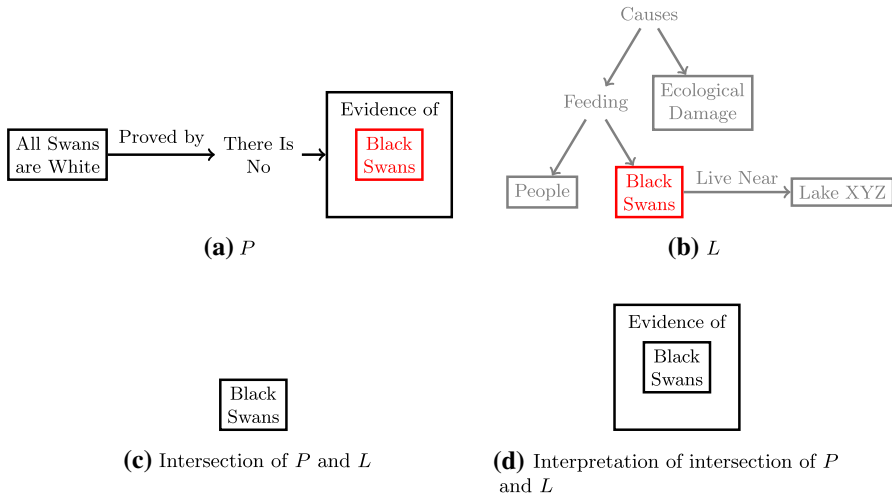 All Swans
are White
Proved by
There Is
No
Evidence of
Black
Swans
(a) P
Causes
Feeding
Ecological
Damage
People
Black
Swans
Live Near
Lake XYZ
(b) L
Black
Swans
(c) Intersection of P and L
Evidence of
Black
Swans
(d) Interpretation of intersection of P
and L